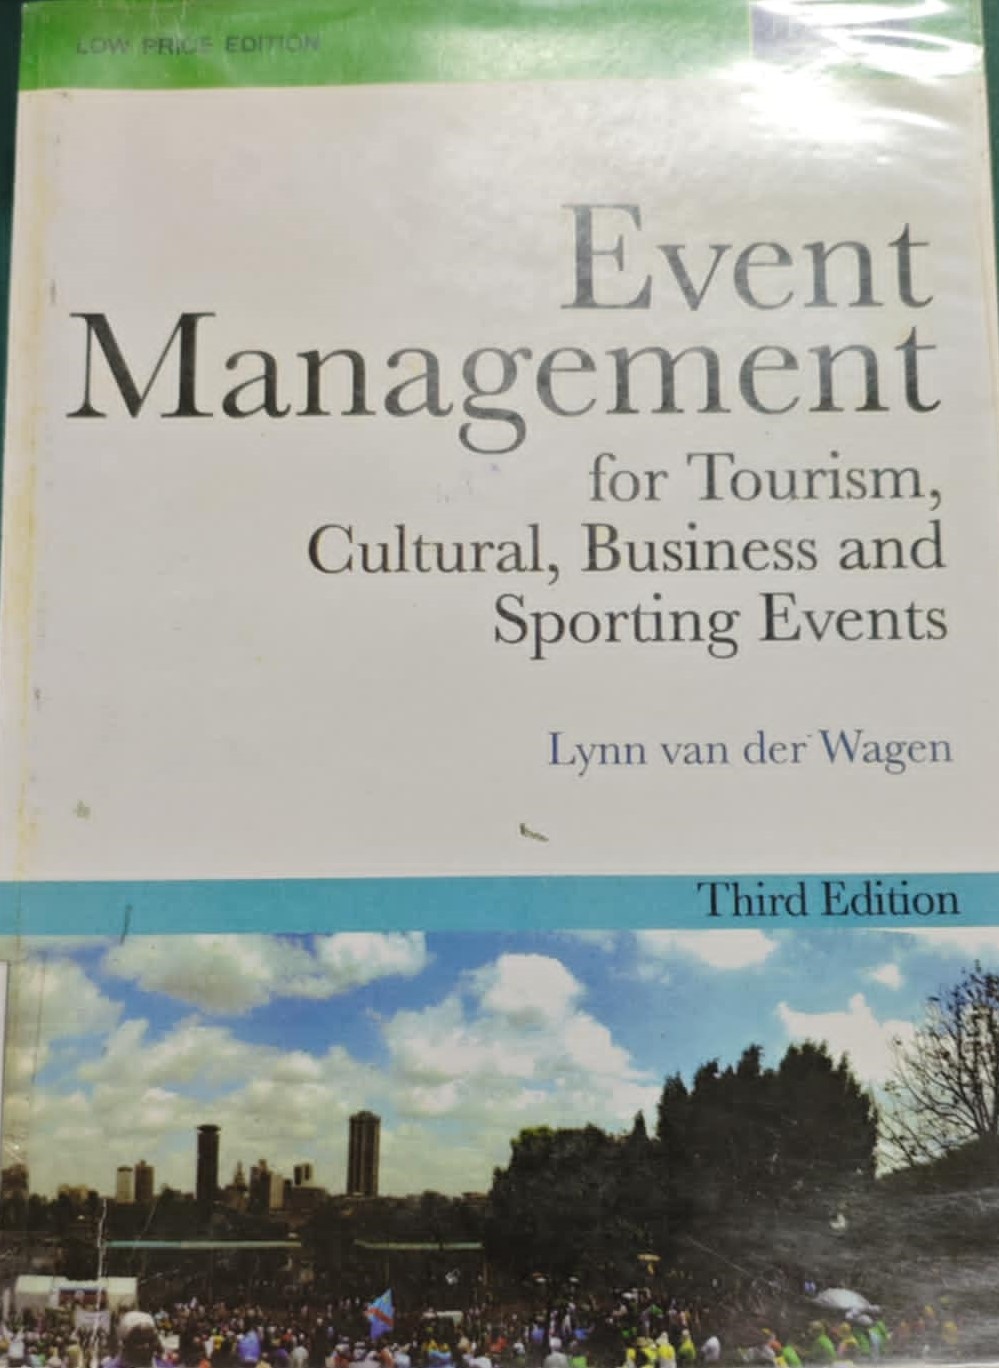 LOW PRICE EDITION
Event
Management
for Tourism,
Cultural, Business and
Sporting Events
Lynn van der Wagen
Third Edition